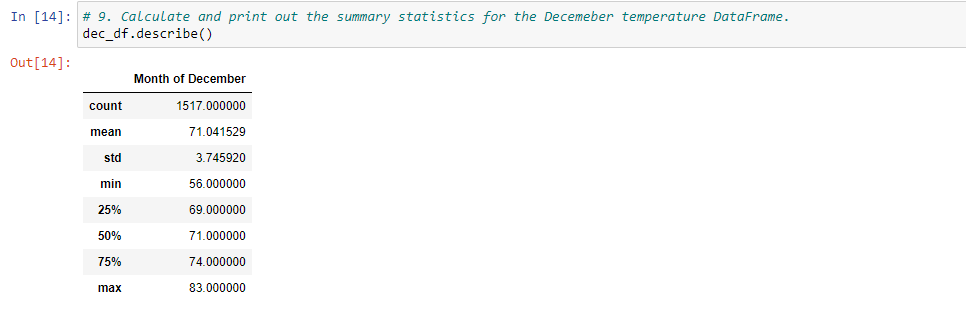 In [14]: # 9. Calculate and print out the summary statistics for the Decemeber temperature DataFrame.
dec_df.describe()
Out[14]:
Month of December
count 1517.000000
mean 71.041529
std 3.745920
min 56.000000
25% 69.000000
50% 71.000000
75% 74.000000
max 83.000000